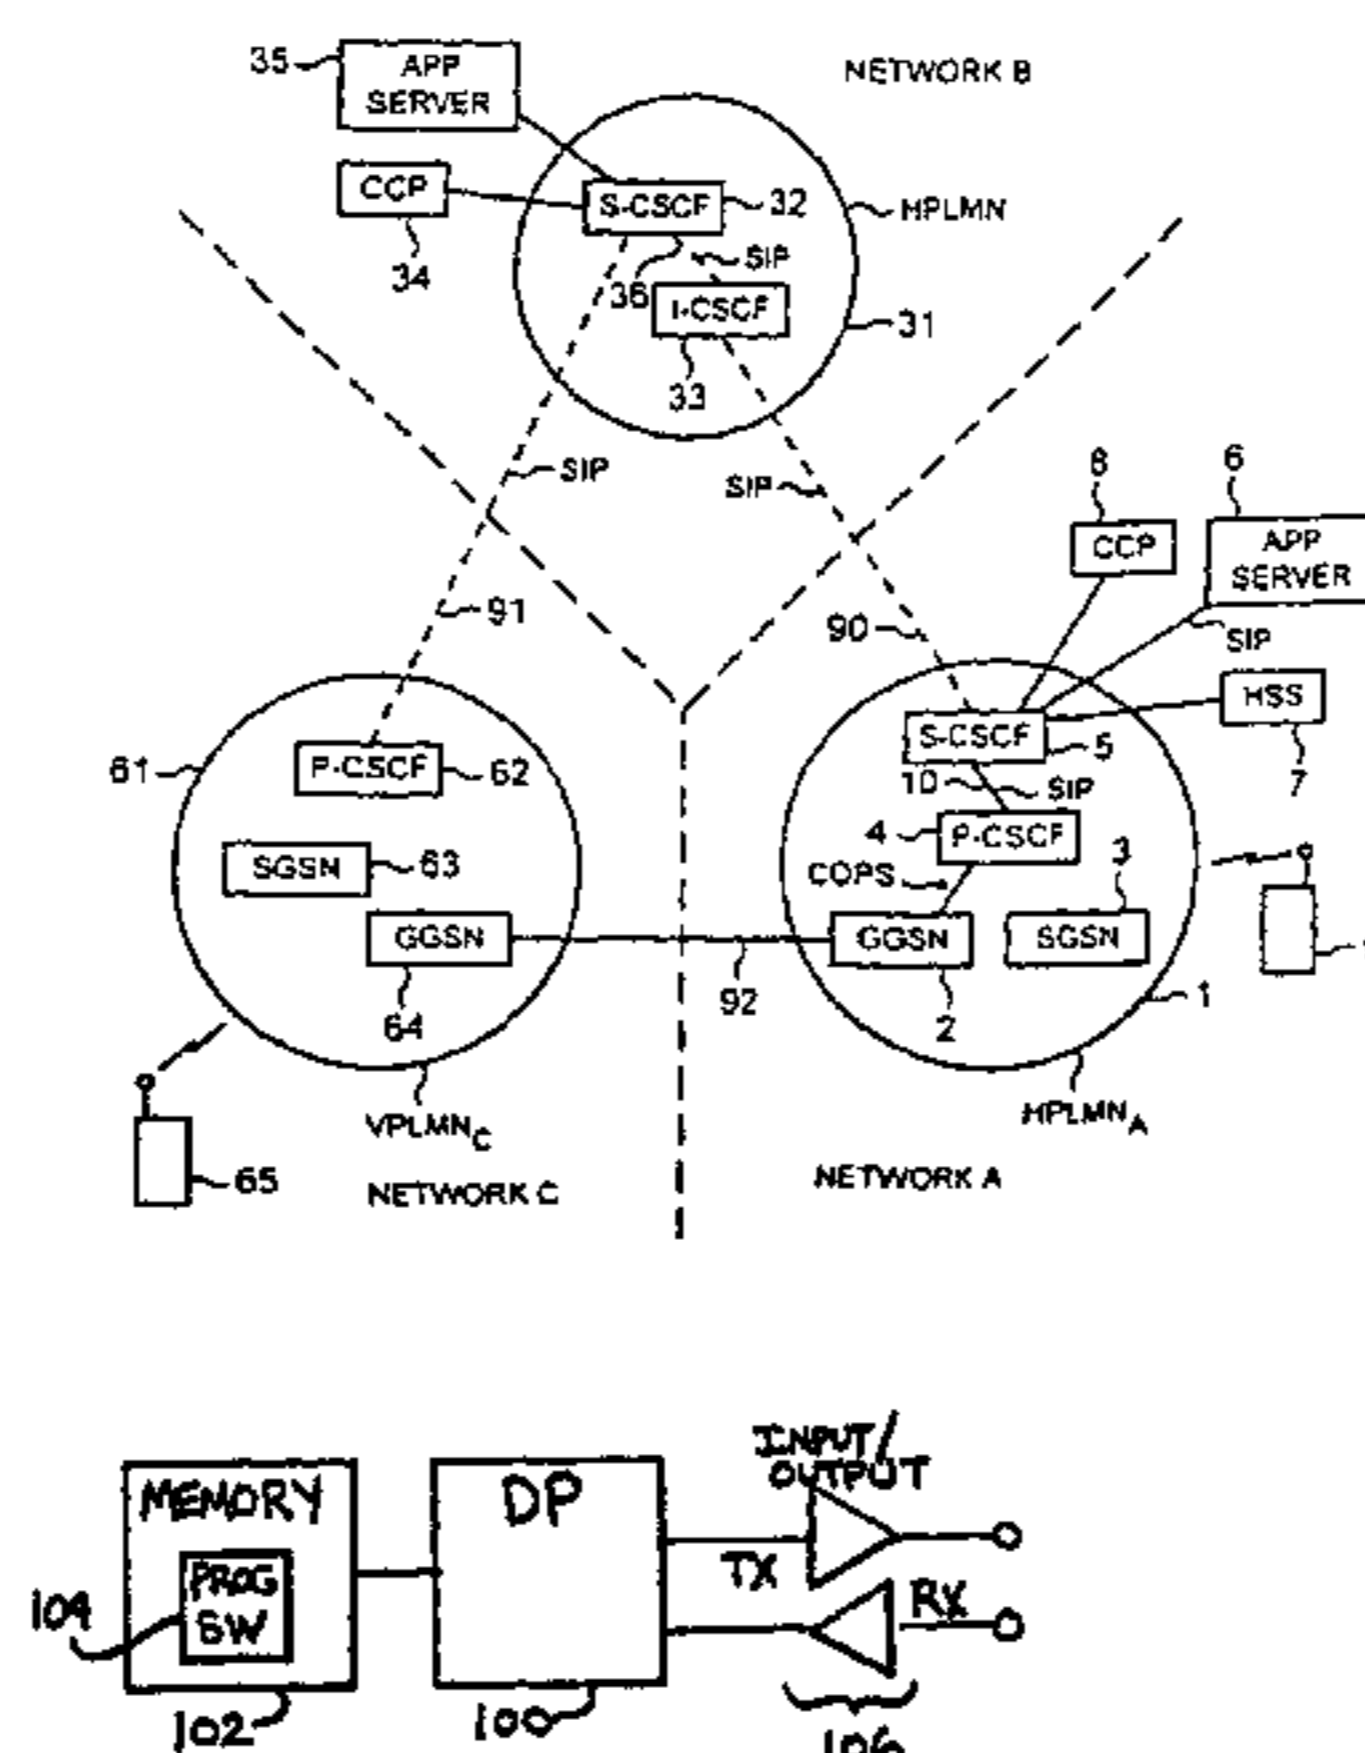 35
APP
SERVER
NETWORK B
CCP
34
S-CSCF
32
HPLMN
SIP
36
I-CSCF
31
33
SIP
SIP
8
6
CCP
APP
SERVER
91
90
SIP
HSS
S-CSCF
5
7
61
P-CSCF
62
10
SIP
4
P-CSCF
3
SGSN
63
COPS
GGSN
GGSN
SGSN
92
64
2
1
VPLMN C
HPLMN A
65
NETWORK C
NETWORK A
INPUT/
OUTPUT
MEMORY
DP
PROG
SW
TX
RX
104
102
100
106